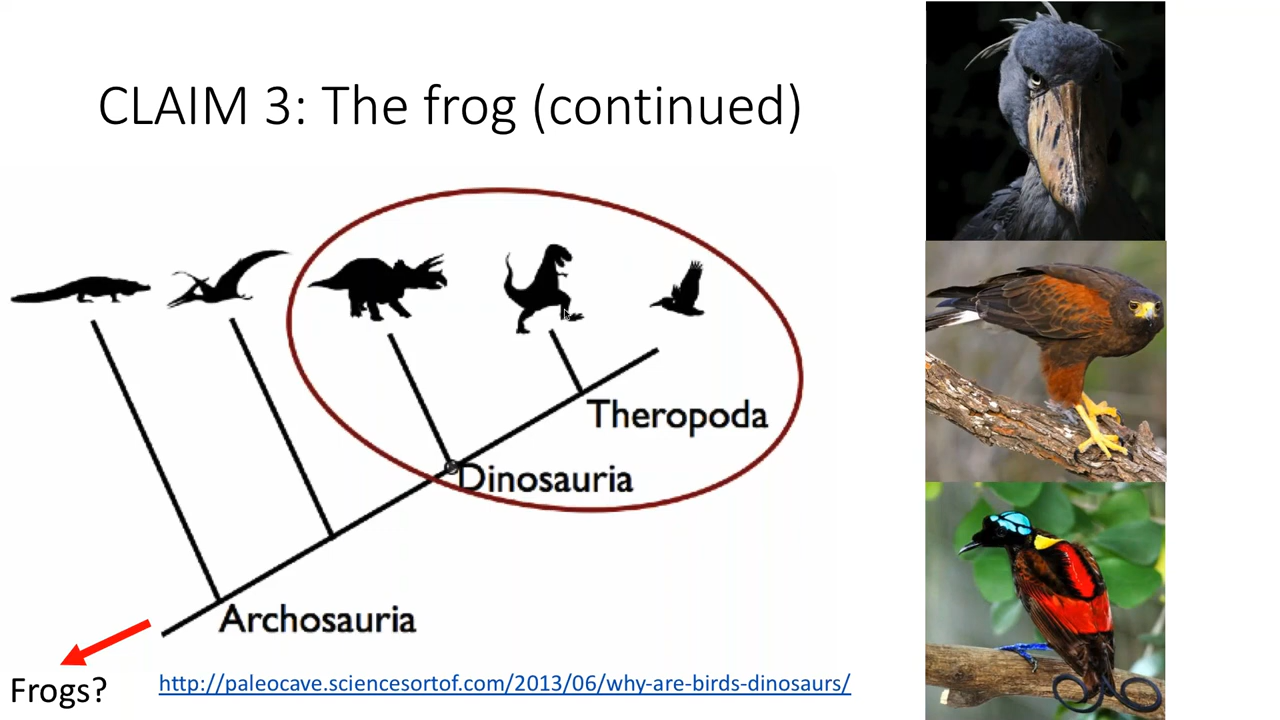 CLAIM 3: The frog (continued)
Theropoda
Dinosauria
Archosauria
Frogs?
http://paleocave.sciencesortof.com/2013/06/why-are-birds-dinosaurs/